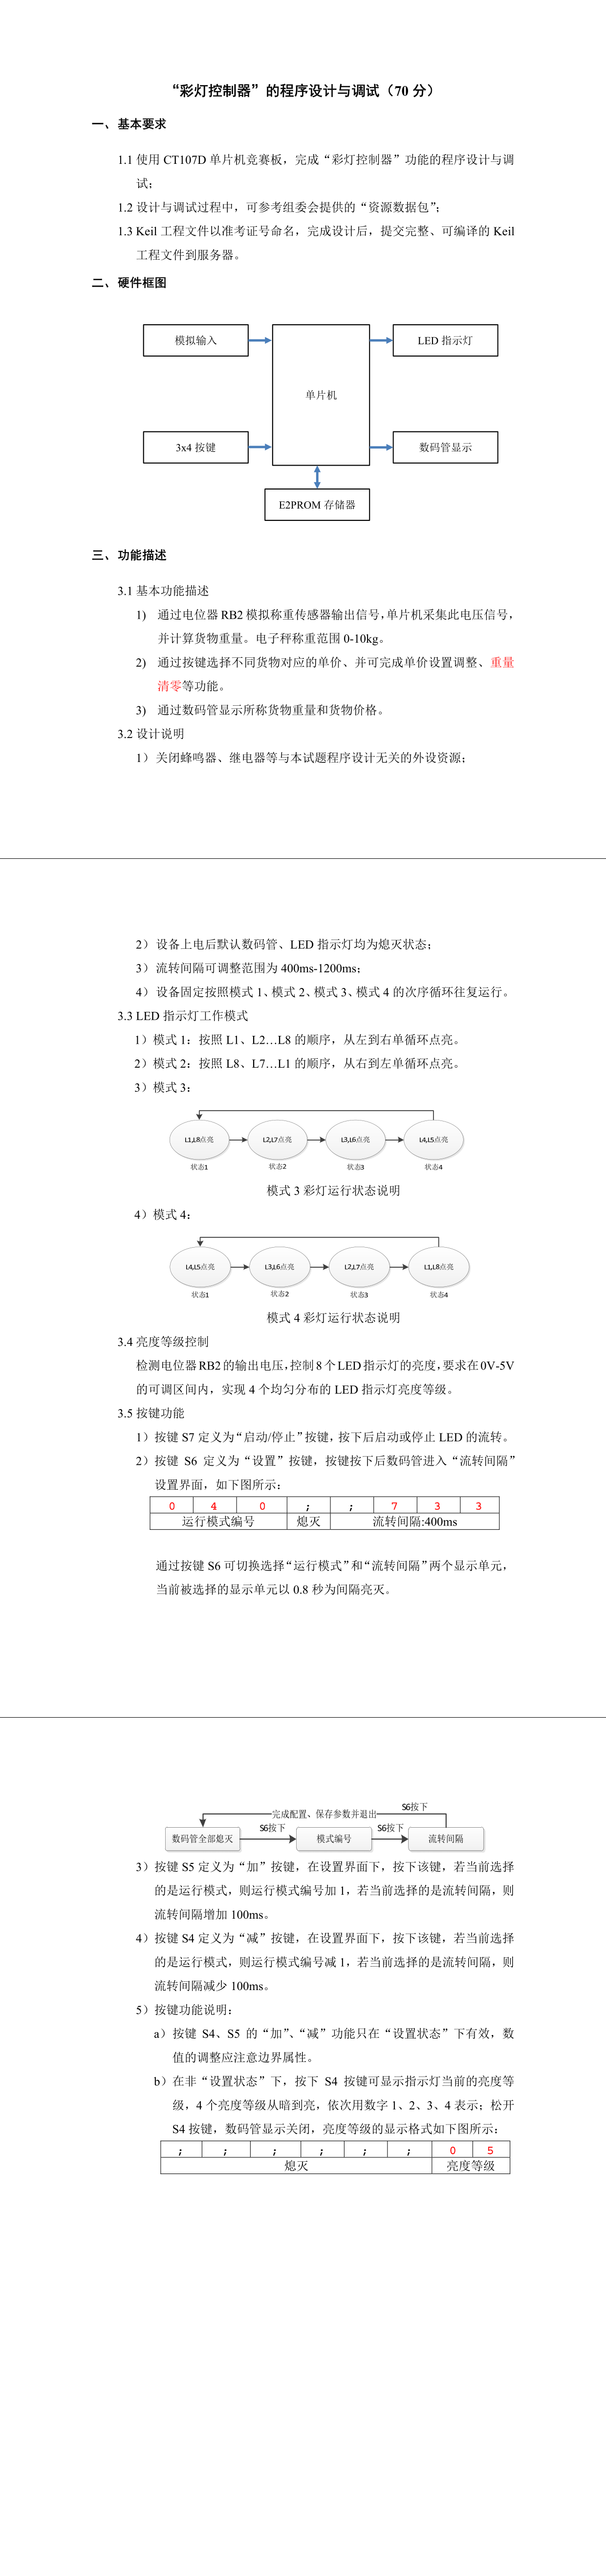 “彩灯控制器”的程序设计与调试（70 分）
一、基本要求
1.1 使用 CT107D 单片机竞赛板，完成“彩灯控制器”功能的程序设计与调
试；
1.2 设计与调试过程中，可参考组委会提供的“资源数据包”；
1.3 Keil 工程文件以准考证号命名，完成设计后，提交完整、可编译的 Keil
工程文件到服务器。
二、硬件框图
模拟输入
LED 指示灯
单片机
3x4 按键
数码管显示
E2PROM 存储器
三、功能描述
3.1 基本功能描述
1) 通过电位器 RB2 模拟称重传感器输出信号，单片机采集此电压信号，
并计算货物重量。电子秤称重范围 0-10kg。
2) 通过按键选择不同货物对应的单价、并可完成单价设置调整、重量
清零等功能。
3) 通过数码管显示所称货物重量和货物价格。
3.2 设计说明
1）关闭蜂鸣器、继电器等与本试题程序设计无关的外设资源；
2）设备上电后默认数码管、LED 指示灯均为熄灭状态；
3）流转间隔可调整范围为 400ms-1200ms；
4）设备固定按照模式 1、模式 2、模式 3、模式 4 的次序循环往复运行。
3.3 LED 指示灯工作模式
1）模式 1：按照 L1、L2…L8 的顺序，从左到右单循环点亮。
2）模式 2：按照 L8、L7…L1 的顺序，从右到左单循环点亮。
3）模式 3：
L1,L8点亮 L2,L7点亮 L3,L6点亮 L4,L5点亮
状态1 状态2 状态3 状态4
模式 3 彩灯运行状态说明
4）模式 4：
L4,L5点亮 L3,L6点亮 L2,L7点亮 L1,L8点亮
状态1 状态2 状态3 状态4
模式 4 彩灯运行状态说明
3.4 亮度等级控制
检测电位器 RB2 的输出电压，控制 8 个 LED 指示灯的亮度，要求在 0V-5V
的可调区间内，实现 4 个均匀分布的 LED 指示灯亮度等级。
3.5 按键功能
1）按键 S7 定义为“启动/停止”按键，按下后启动或停止 LED 的流转。
2）按键 S6 定义为“设置”按键，按键按下后数码管进入“流转间隔”
设置界面，如下图所示：
0 4 0 ; ; 7 3 3
运行模式编号 熄灭 流转间隔:400ms
通过按键 S6 可切换选择“运行模式”和“流转间隔”两个显示单元，
当前被选择的显示单元以 0.8 秒为间隔亮灭。
完成配置、保存参数并退出 S6按下
数码管全部熄灭 S6按下 模式编号 S6按下 流转间隔
3）按键 S5 定义为“加”按键，在设置界面下，按下该键，若当前选择
的是运行模式，则运行模式编号加 1，若当前选择的是流转间隔，则
流转间隔增加 100ms。
4）按键 S4 定义为“减”按键，在设置界面下，按下该键，若当前选择
的是运行模式，则运行模式编号减 1，若当前选择的是流转间隔，则
流转间隔减少 100ms。
5）按键功能说明：
a）按键 S4、S5 的“加”、“减”功能只在“设置状态”下有效，数
值的调整应注意边界属性。
b）在非“设置状态”下，按下 S4 按键可显示指示灯当前的亮度等
级，4 个亮度等级从暗到亮，依次用数字 1、2、3、4 表示；松开
S4 按键，数码管显示关闭，亮度等级的显示格式如下图所示：
; ; ; ; ; ; 0 5
熄灭 亮度等级